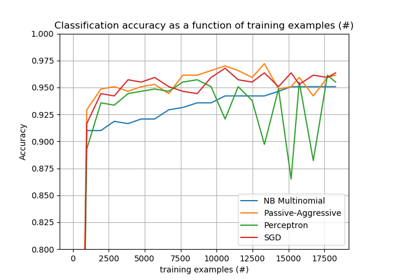 Classification accuracy as a function of training examples (#)
1.000
0.975
0.950
0.925
0.900
0.875
0.850
0.825
0.800
Accuracy
NB Multinomial
Passive-Aggressive
Perceptron
SGD
0
2500
5000
7500
10000
12500
15000
17500
training examples (#)